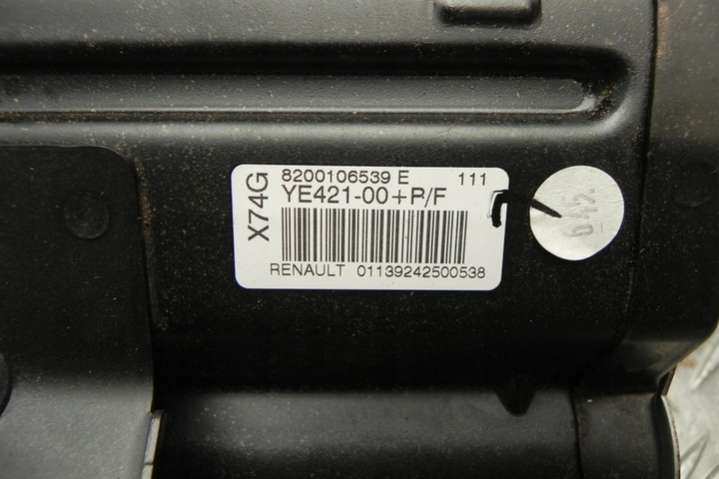 X74G
8200106539 E 111
YE421-00+P/F
RENAULT 01139242500538